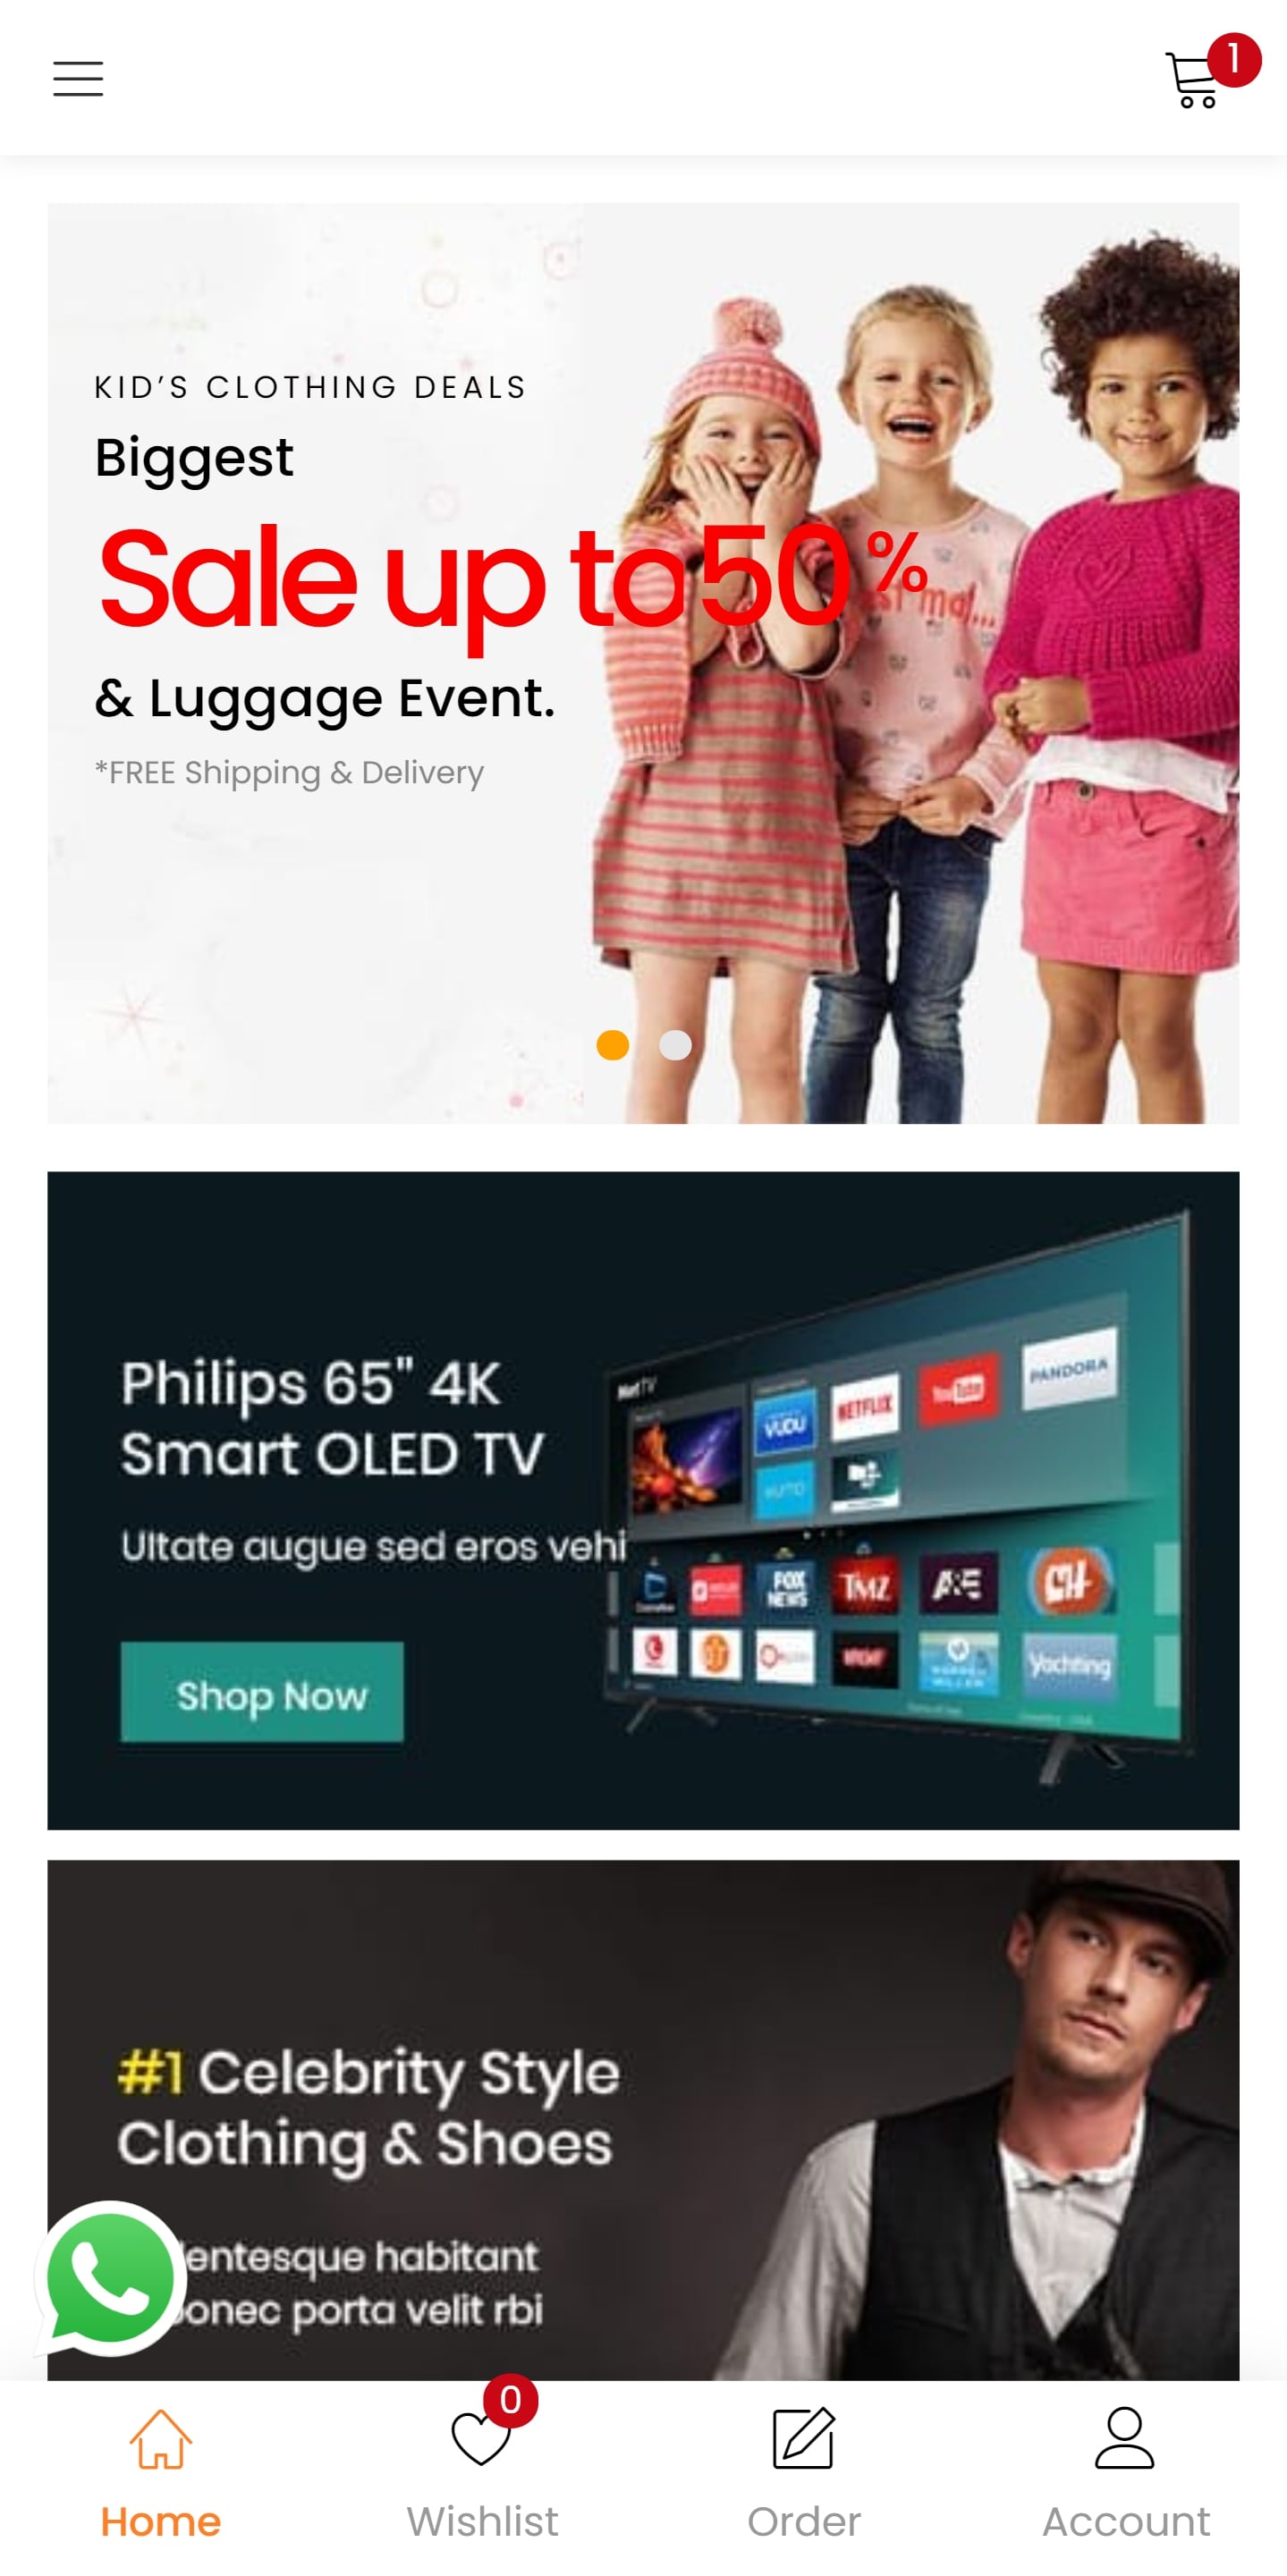 1
KID'S CLOTHING DEALS
Biggest
Sale up to 50%
& Luggage Event.
*FREE Shipping & Delivery
Philips 65" 4K
Smart OLED TV
Ultate augue sed eros vehi
Shop Now
NETFLIX
YouTube
PANDORA
VUDU
FOX
NEWS
TMZ
A&E
CH
Yachting
#1 Celebrity Style
Clothing & Shoes
entesque habitant
onec porta velit rbi
0
Home
Wishlist
Order
Account